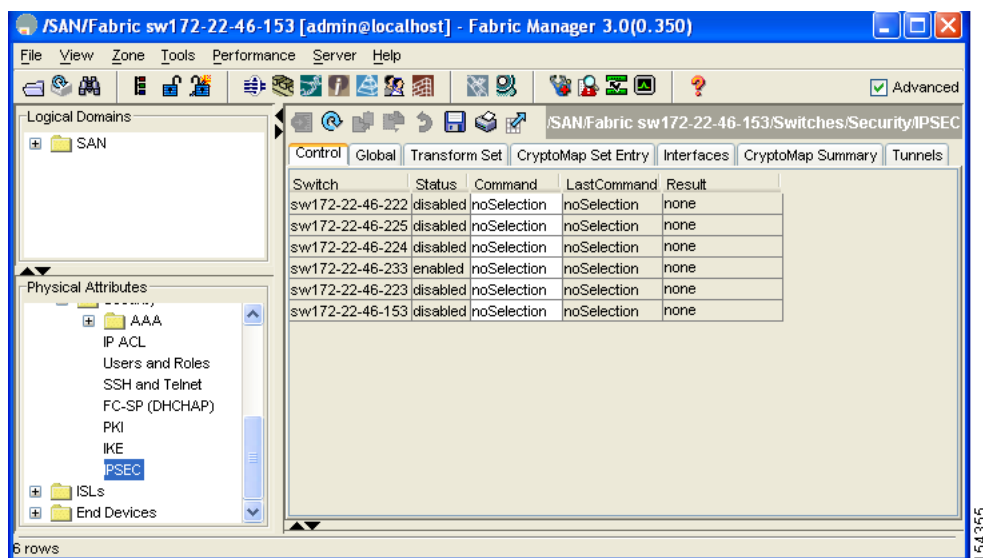 /SAN/Fabric sw172-22-46-153 [admin@localhost] - Fabric Manager 3.0(0.350)
File View Zone Tools Performance Server Help
Advanced
Logical Domains
SAN
/SAN/Fabric sw172-22-46-153/Switches/Security/IPSEC
Control Global Transform Set CryptoMap Set Entry Interfaces CryptoMap Summary Tunnels
Switch Status Command LastCommand Result
sw172-22-46-222 disabled noSelection noSelection none
sw172-22-46-225 disabled noSelection noSelection none
sw172-22-46-224 disabled noSelection noSelection none
sw172-22-46-233 enabled noSelection noSelection none
sw172-22-46-223 disabled noSelection noSelection none
sw172-22-46-153 disabled noSelection noSelection none
Physical Attributes
AAA
IP ACL
Users and Roles
SSH and Telnet
FC-SP (DHCHAP)
PKI
IKE
IPSEC
ISLs
End Devices
6 rows
154355